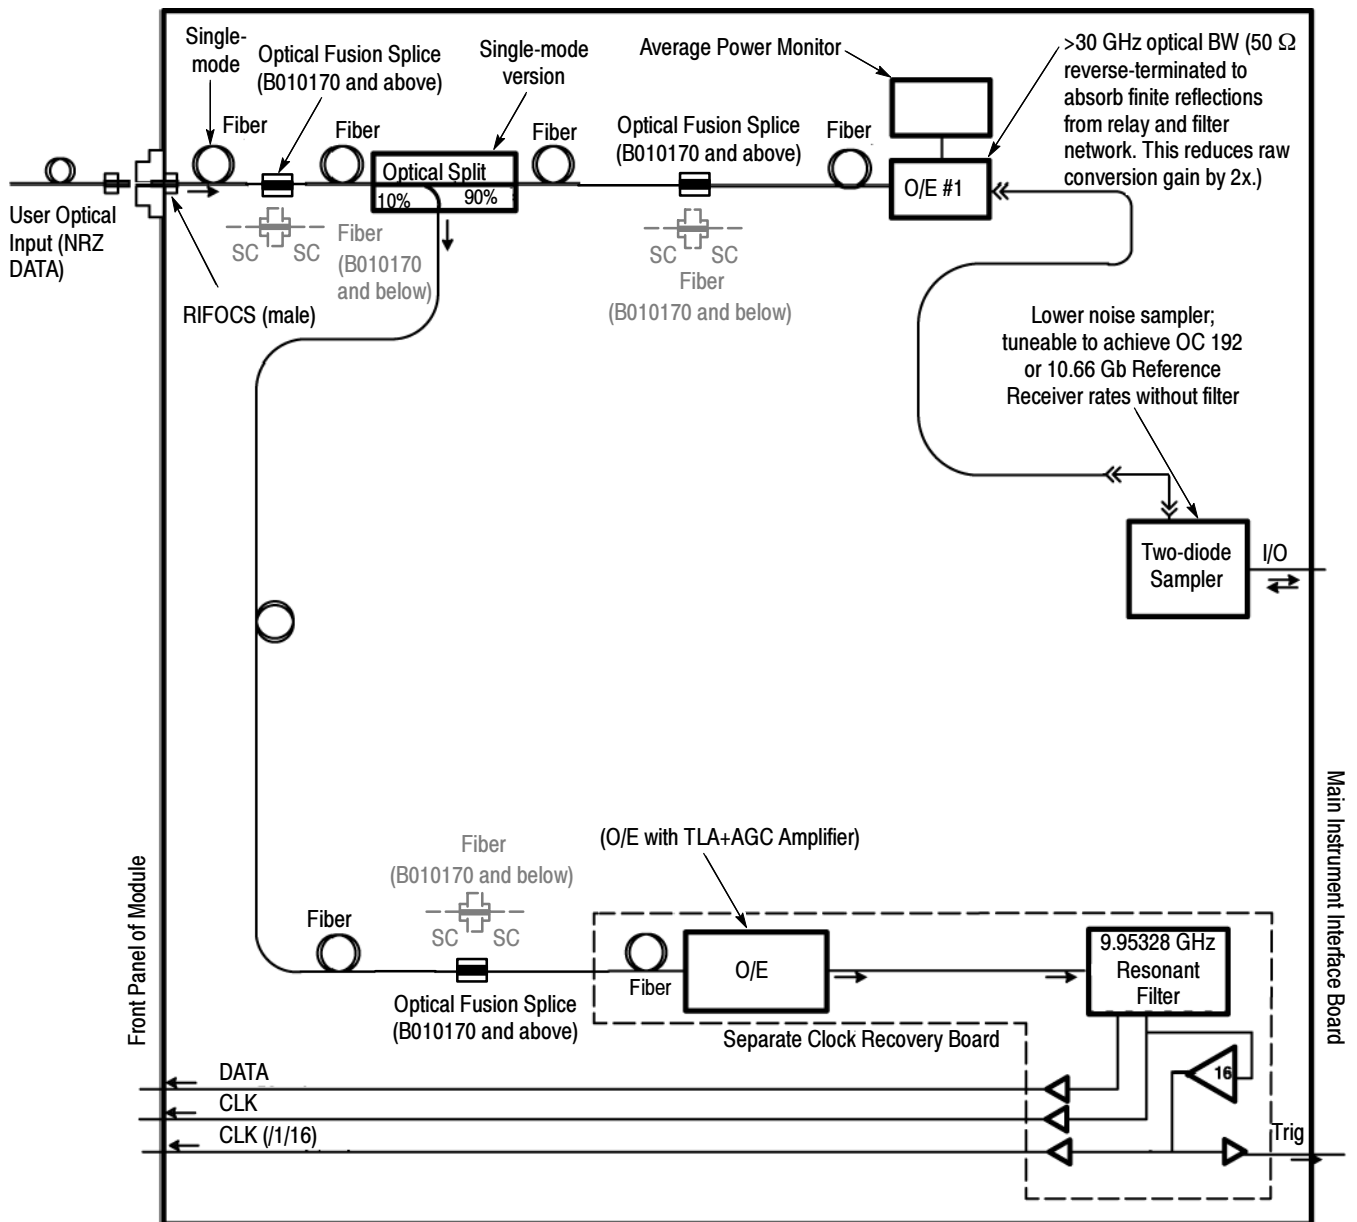 Single-
mode
Optical Fusion Splice
(B010170 and above)
Single-mode
version
Average Power Monitor
>30 GHz optical BW (50 Ω
reverse-terminated to
absorb finite reflections
from relay and filter
network. This reduces raw
conversion gain by 2x.)
Fiber
Fiber
Fiber
Optical Fusion Splice
(B010170 and above)
Fiber
Optical Split
10%
90%
O/E #1
User Optical
Input (NRZ
DATA)
SC
SC
Fiber
(B010170
and below)
SC
SC
Fiber
(B010170 and below)
RIFOCS (male)
Lower noise sampler;
tuneable to achieve OC 192
or 10.66 Gb Reference
Receiver rates without filter
Two-diode
Sampler
I/O
Main Instrument Interface Board
Front Panel of Module
Fiber
(B010170 and below)
SC
SC
Fiber
Optical Fusion Splice
(B010170 and above)
(O/E with TLA+AGC Amplifier)
Fiber
O/E
9.95328 GHz
Resonant
Filter
Separate Clock Recovery Board
16
DATA
CLK
CLK (/1/16)
Trig